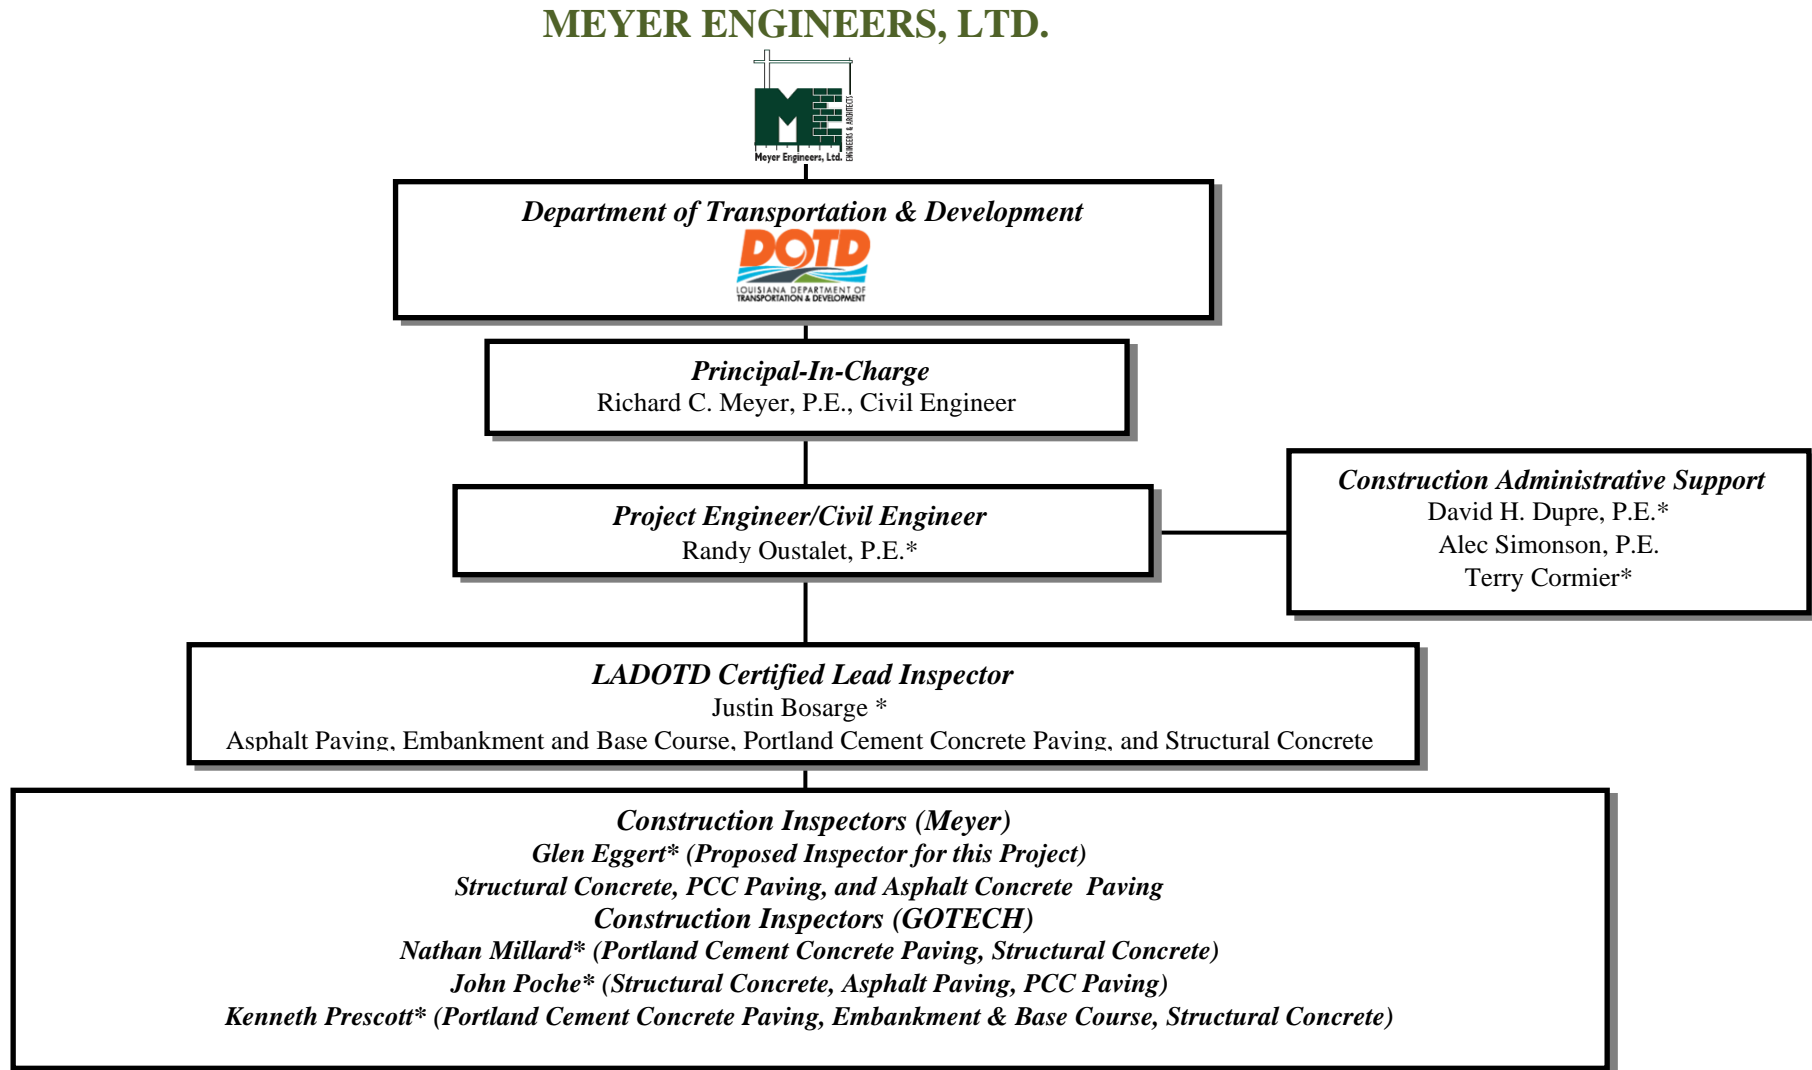 MEYER ENGINEERS, LTD.
ME
ENGINEERS & ARCHITECTS
Meyer Engineers, Ltd.
Department of Transportation & Development
DOTD
LOUISIANA DEPARTMENT OF
TRANSPORTATION & DEVELOPMENT
Principal-In-Charge
Richard C. Meyer, P.E., Civil Engineer
Project Engineer/Civil Engineer
Randy Oustalet, P.E.*
Construction Administrative Support
David H. Dupre, P.E.*
Alec Simonson, P.E.
Terry Cormier*
LADOTD Certified Lead Inspector
Justin Bosarge *
Asphalt Paving, Embankment and Base Course, Portland Cement Concrete Paving, and Structural Concrete
Construction Inspectors (Meyer)
Glen Eggert* (Proposed Inspector for this Project)
Structural Concrete, PCC Paving, and Asphalt Concrete Paving
Construction Inspectors (GOTECH)
Nathan Millard* (Portland Cement Concrete Paving, Structural Concrete)
John Poche* (Structural Concrete, Asphalt Paving, PCC Paving)
Kenneth Prescott* (Portland Cement Concrete Paving, Embankment & Base Course, Structural Concrete)